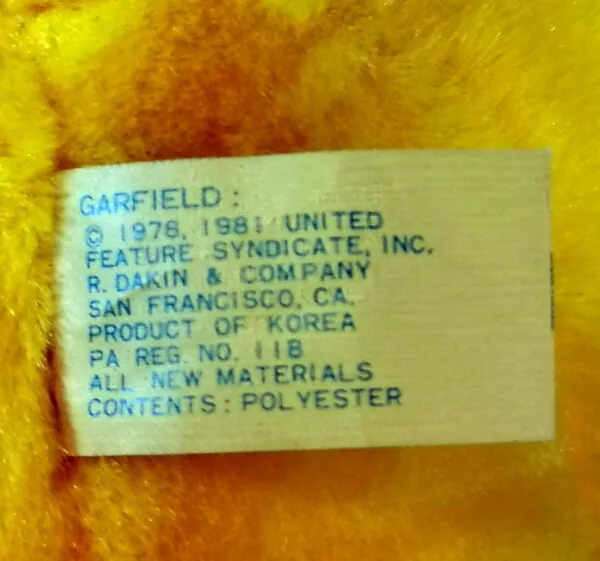 GARFIELD :
© 1978, 1981 UNITED
FEATURE SYNDICATE, INC.
R. DAKIN & COMPANY
SAN FRANCISCO, CA.
PRODUCT OF KOREA
PA REG. NO. 118
ALL NEW MATERIALS
CONTENTS : POLYESTER